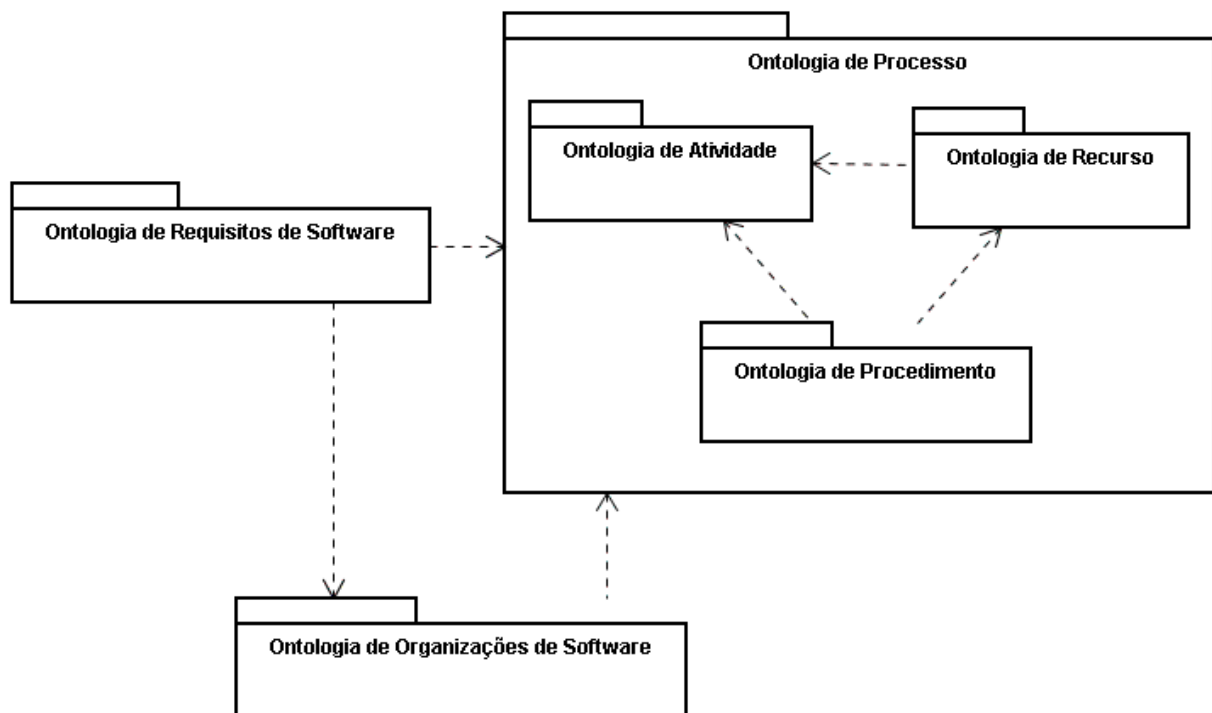 Ontologia de Processo
Ontologia de Atividade
Ontologia de Recurso
Ontologia de Requisitos de Software
Ontologia de Procedimento
Ontologia de Organizações de Software